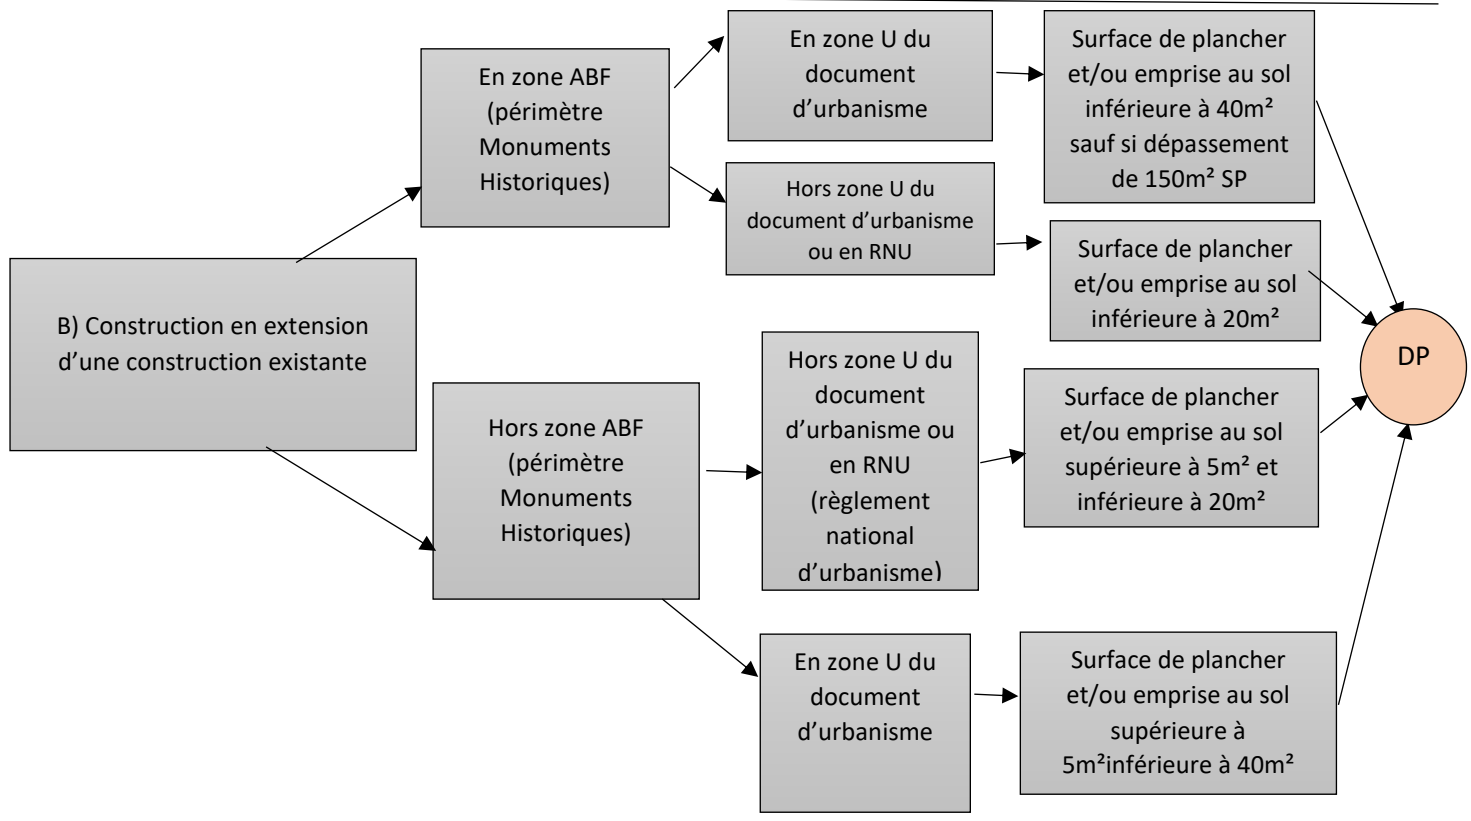 B) Construction en extension
d’une construction existante
En zone ABF
(périmètre
Monuments
Historiques)
En zone U du
document
d’urbanisme
Surface de plancher
et/ou emprise au sol
inférieure à 40m²
sauf si dépassement
de 150m² SP
Hors zone U du
document d’urbanisme
ou en RNU
Surface de plancher
et/ou emprise au sol
inférieure à 20m²
Hors zone ABF
(périmètre
Monuments
Historiques)
Hors zone U du
document
d’urbanisme ou
en RNU
(règlement
national
d’urbanisme)
Surface de plancher
et/ou emprise au sol
supérieure à 5m² et
inférieure à 20m²
En zone U du
document
d’urbanisme
Surface de plancher
et/ou emprise au sol
supérieure à
5m²inférieure à 40m²
DP